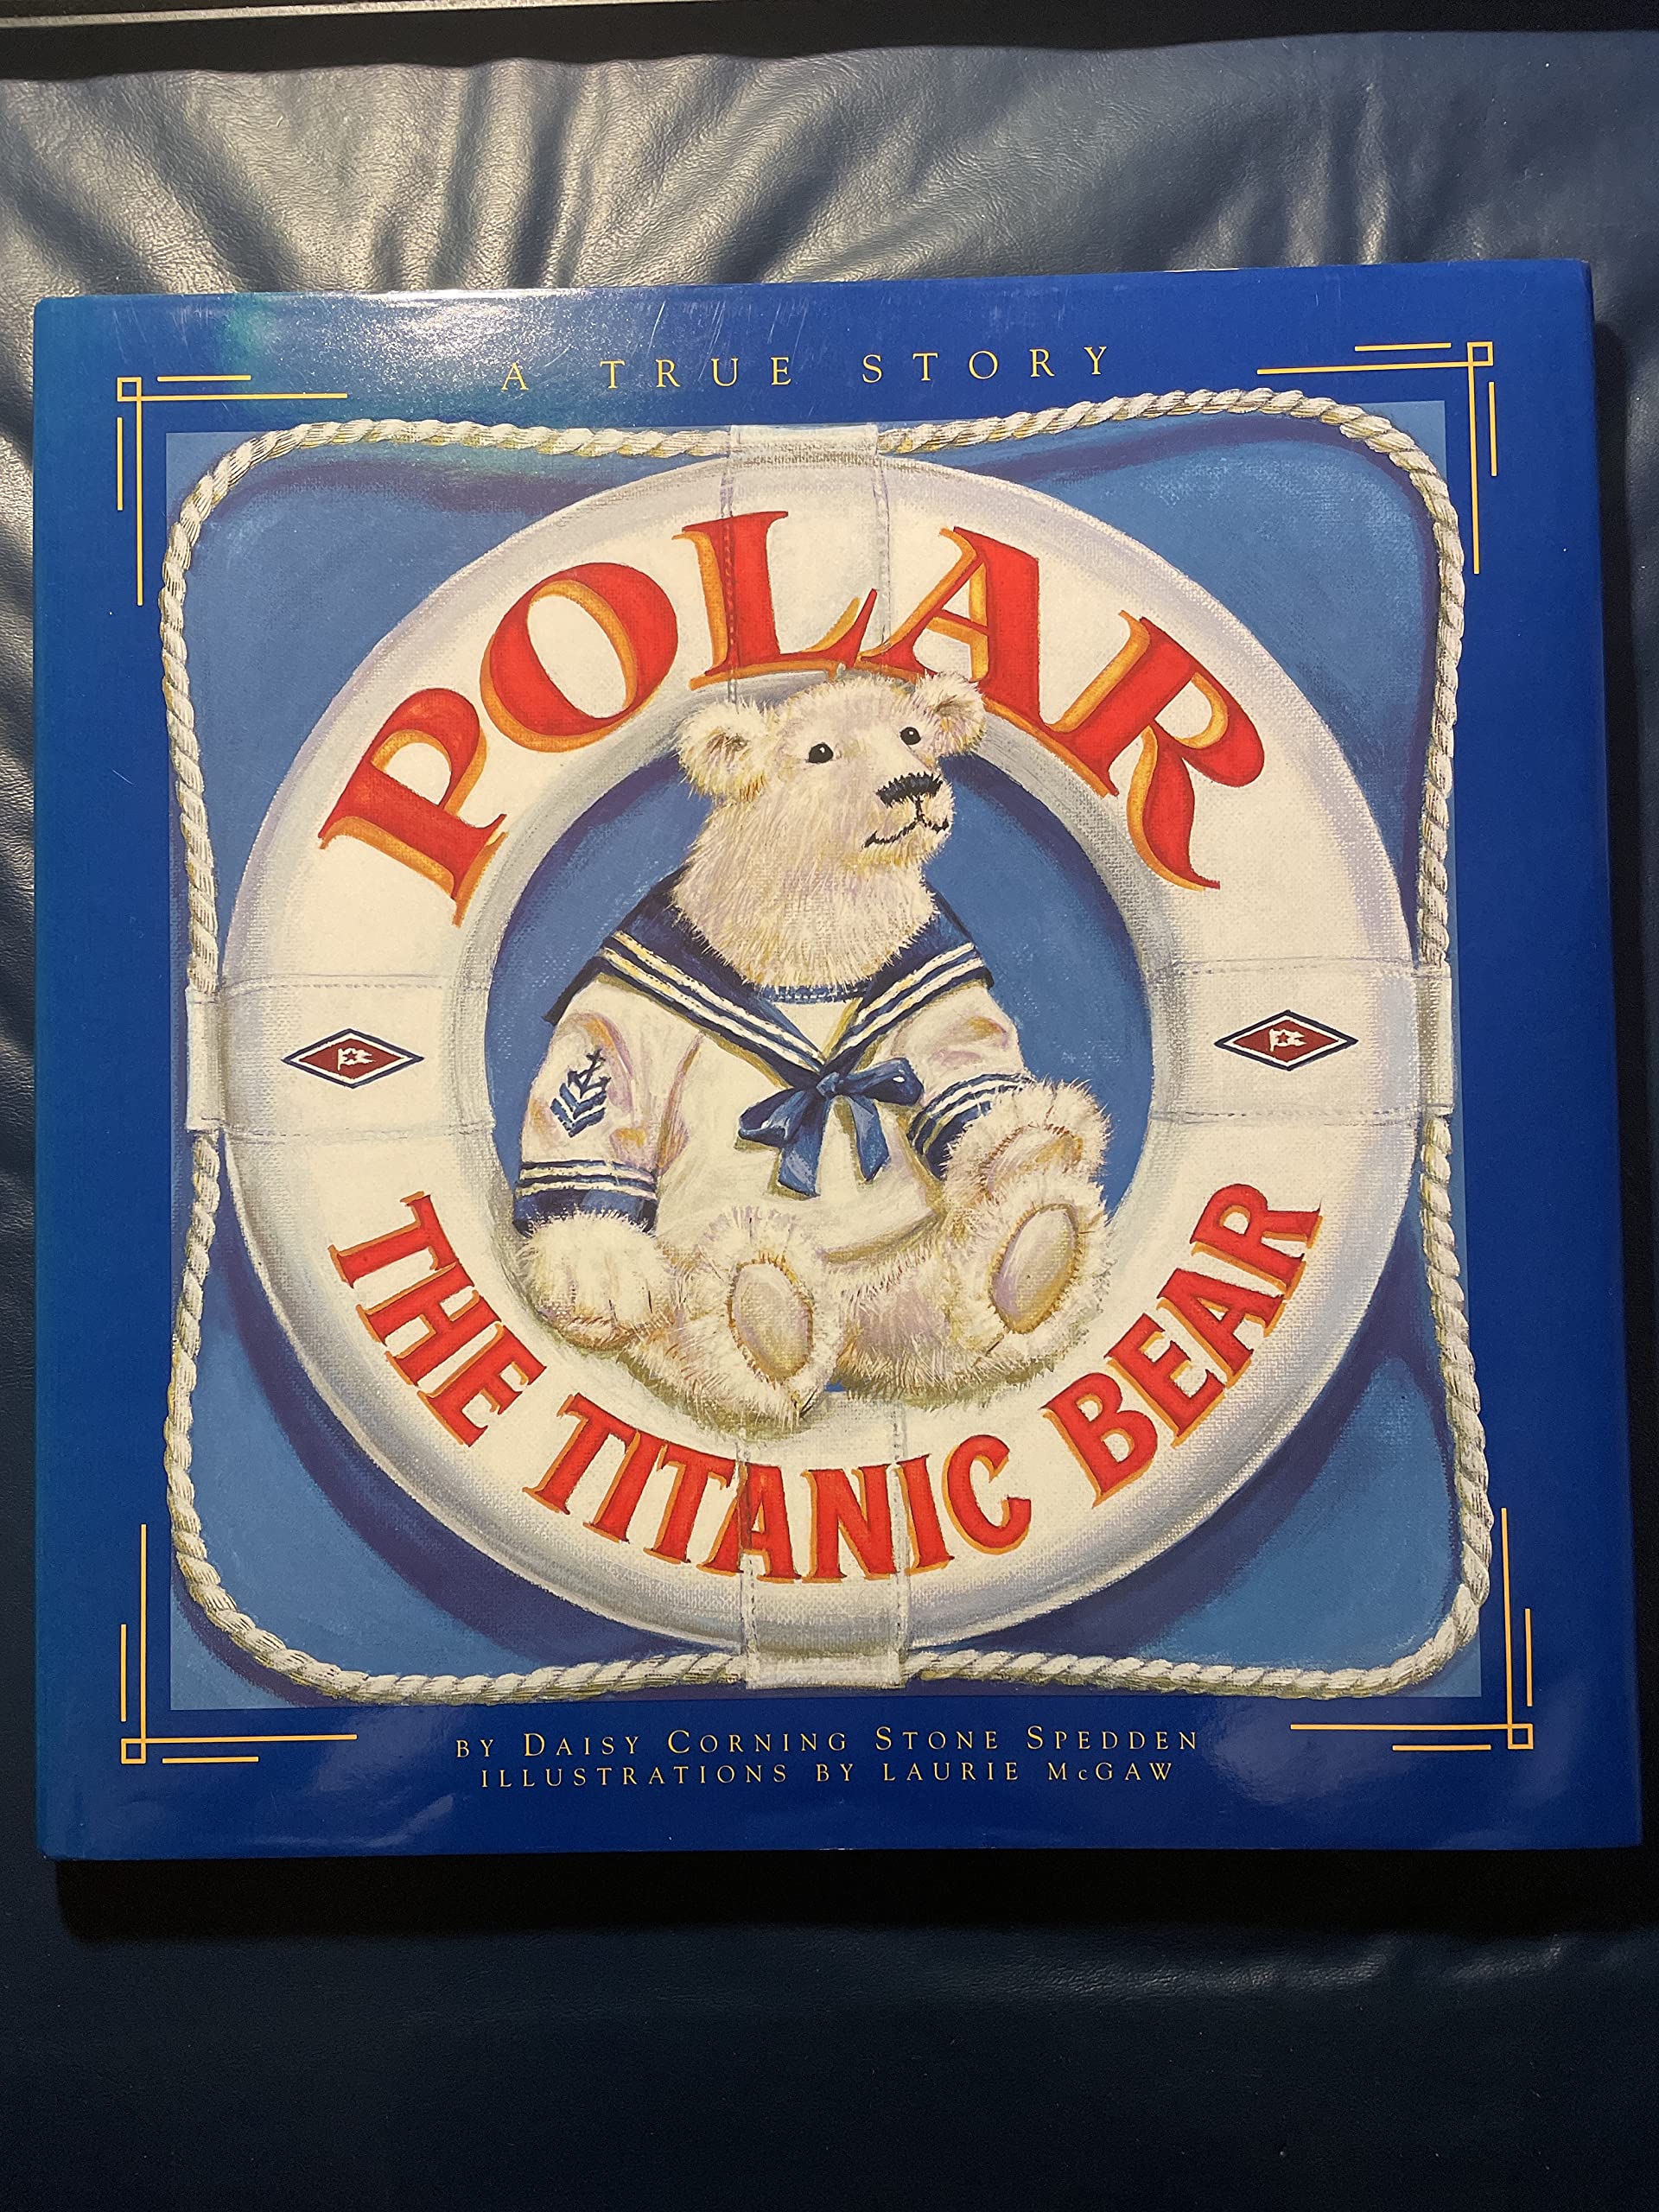 A TRUE STORY
POLAR
THE TITANIC BEAR
BY DAISY CORNING STONE SPEDDEN
ILLUSTRATIONS BY LAURIE McGAW